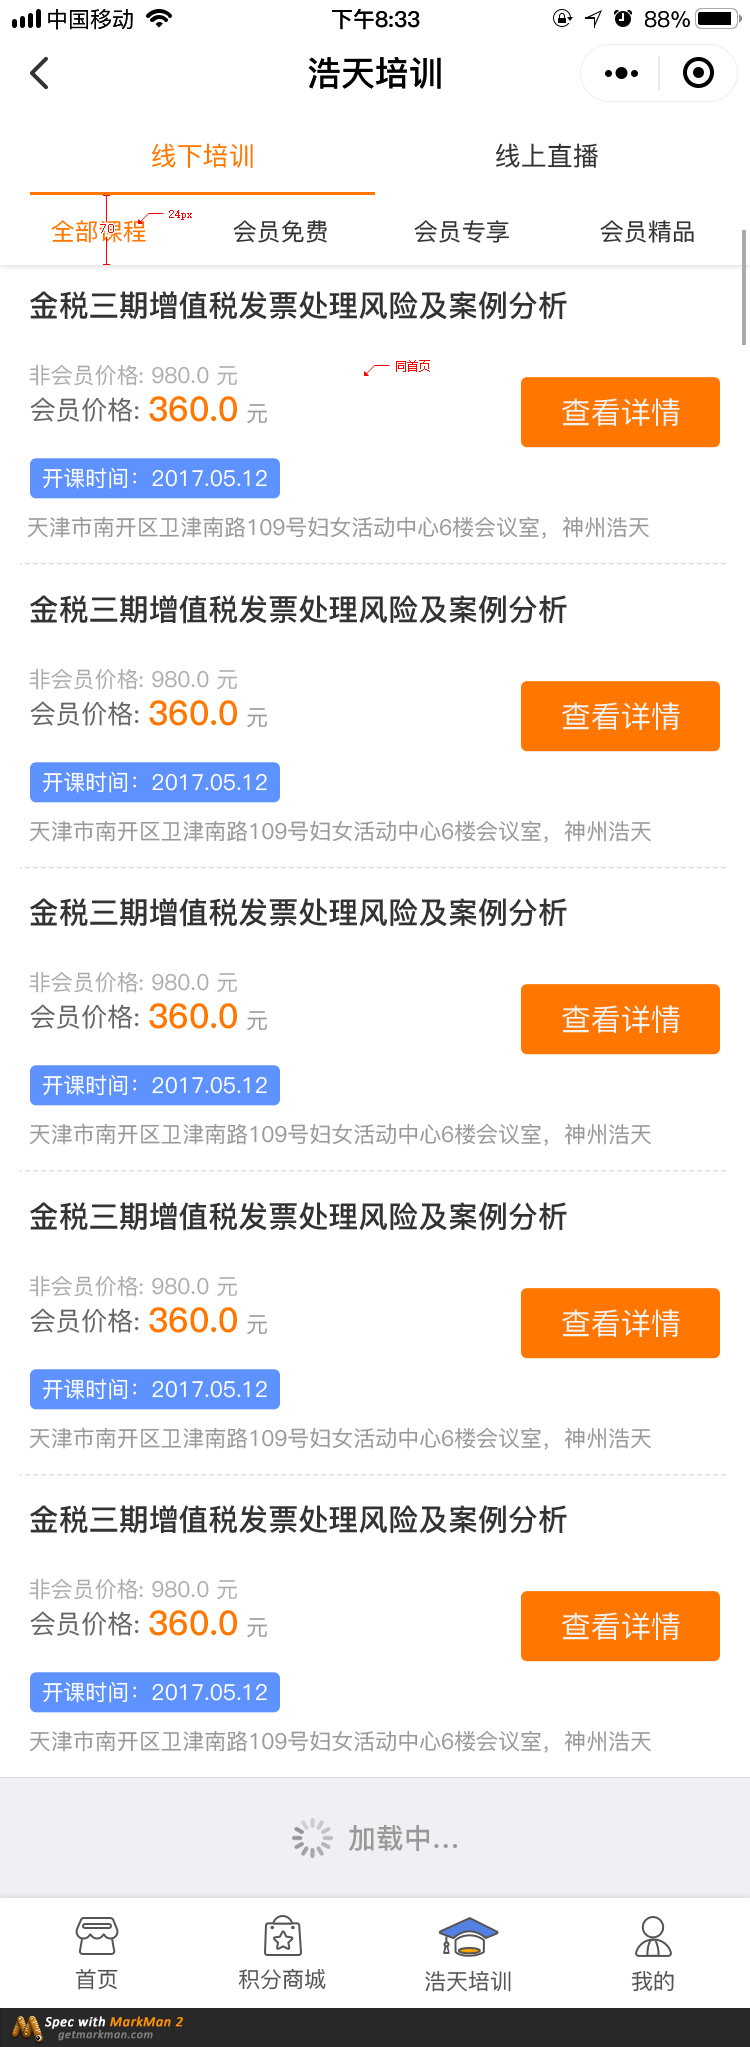 中国移动 下午8:33 88%
浩天培训
线下培训 线上直播
全部课程 会员免费 会员专享 会员精品
70
24px
金税三期增值税发票处理风险及案例分析
同首页
非会员价格: 980.0 元
会员价格: 360.0 元
查看详情
开课时间：2017.05.12
天津市南开区卫津南路109号妇女活动中心6楼会议室，神州浩天
金税三期增值税发票处理风险及案例分析
非会员价格: 980.0 元
会员价格: 360.0 元
查看详情
开课时间：2017.05.12
天津市南开区卫津南路109号妇女活动中心6楼会议室，神州浩天
金税三期增值税发票处理风险及案例分析
非会员价格: 980.0 元
会员价格: 360.0 元
查看详情
开课时间：2017.05.12
天津市南开区卫津南路109号妇女活动中心6楼会议室，神州浩天
金税三期增值税发票处理风险及案例分析
非会员价格: 980.0 元
会员价格: 360.0 元
查看详情
开课时间：2017.05.12
天津市南开区卫津南路109号妇女活动中心6楼会议室，神州浩天
金税三期增值税发票处理风险及案例分析
非会员价格: 980.0 元
会员价格: 360.0 元
查看详情
开课时间：2017.05.12
天津市南开区卫津南路109号妇女活动中心6楼会议室，神州浩天
加载中...
首页 积分商城 浩天培训 我的
Spec with MarkMan 2
getmarkman.com